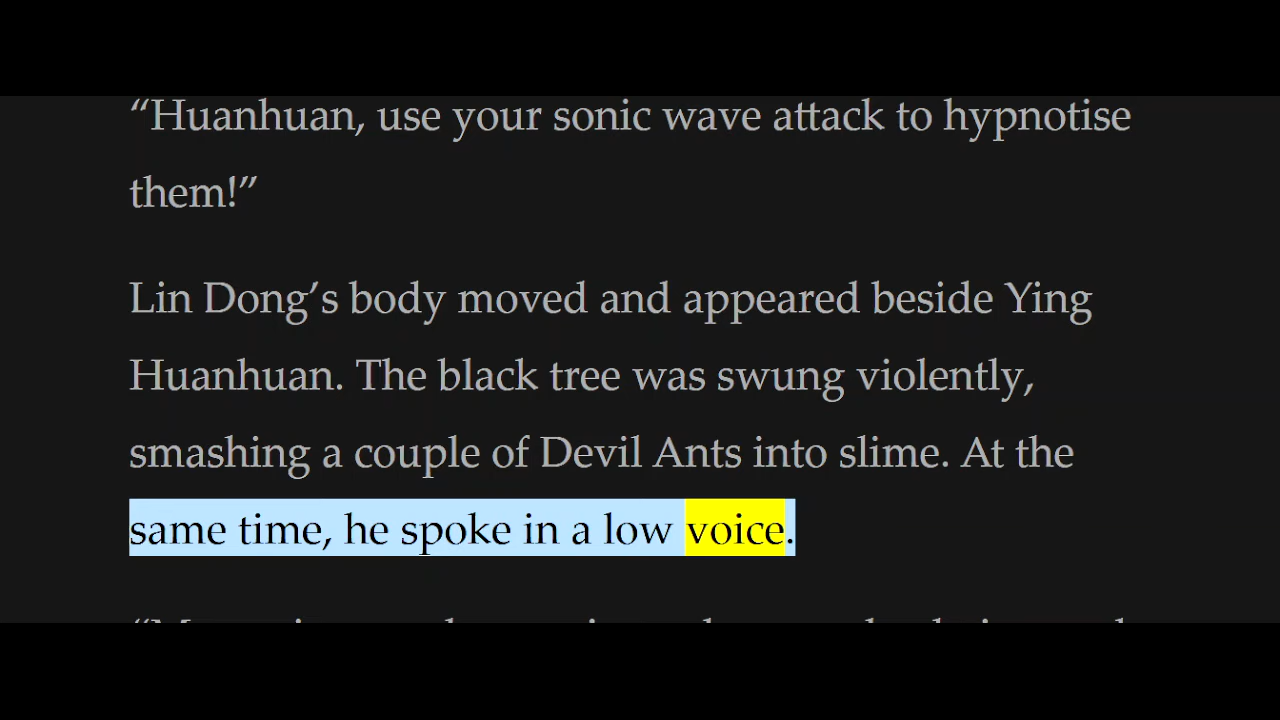 “Huanhuan, use your sonic wave attack to hypnotise
them!”
Lin Dong’s body moved and appeared beside Ying
Huanhuan. The black tree was swung violently,
smashing a couple of Devil Ants into slime. At the
same time, he spoke in a low voice.